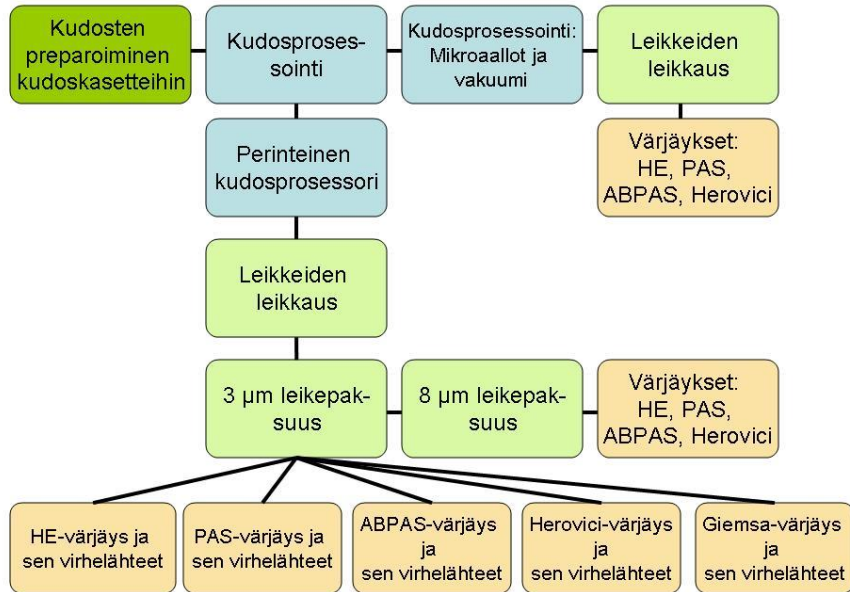 Kudosten
preparoiminen
kudoskasetteihin
Kudosproses-
sointi
Kudosprosessointi:
Mikroaallot ja
vakuumi
Leikkeiden
leikkaus
Perinteinen
kudosprosessori
Värjäykset:
HE, PAS,
ABPAS, Herovici
Leikkeiden
leikkaus
3 µm leikepak-
suus
8 µm leikepak-
suus
Värjäykset:
HE, PAS,
ABPAS, Herovici
HE-värjäys ja
sen virhelähteet
PAS-värjäys ja
sen virhelähteet
ABPAS-värjäys
ja
sen virhelähteet
Herovici-värjäys
ja
sen virhelähteet
Giemsa-värjäys
ja
sen virhelähteet